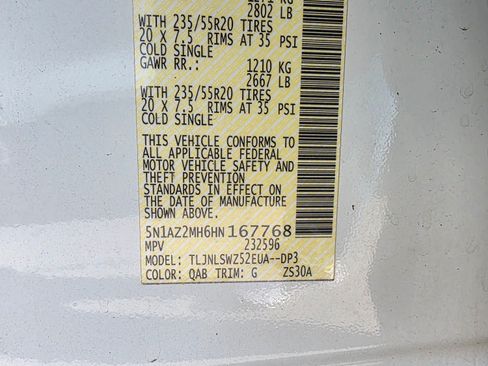 2802 LB
WITH 235/55R20 TIRES
20 X 7.5 RIMS AT 35 PSI
COLD SINGLE
GAWR RR.: 1210 KG
2667 LB
WITH 235/55R20 TIRES
20 X 7.5 RIMS AT 35 PSI
COLD SINGLE
THIS VEHICLE CONFORMS TO
ALL APPLICABLE FEDERAL
MOTOR VEHICLE SAFETY AND
THEFT PREVENTION
STANDARDS IN EFFECT ON
THE DATE OF MANUFACTURE
SHOWN ABOVE.
5N1AZ2MH6HN167768
MPV 232596
MODEL: TLJNLSWZ52EUA--DP3
COLOR: QAB TRIM: G ZS30A